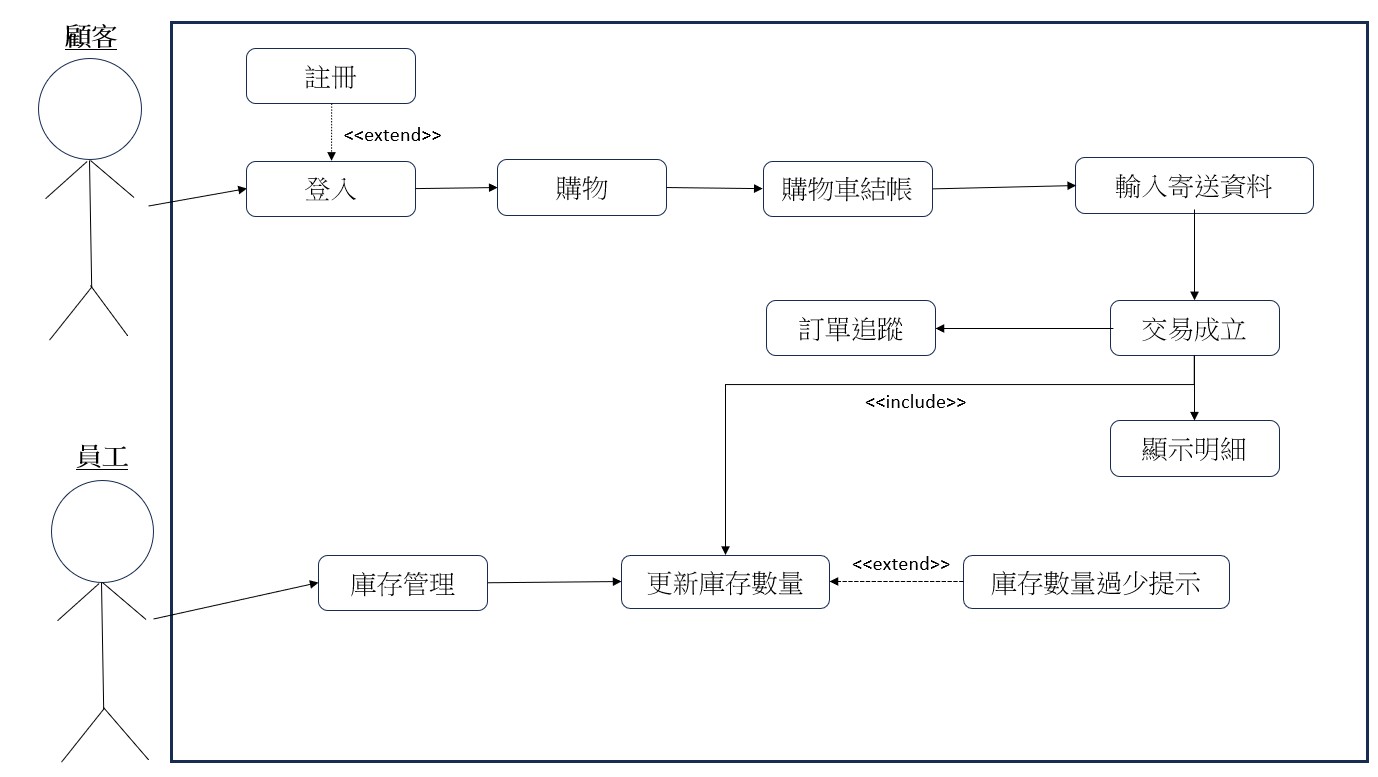 顧客
註冊
<<extend>>
登入
購物
購物車結帳
輸入寄送資料
訂單追蹤
交易成立
<<include>>
顯示明細
員工
庫存管理
更新庫存數量
<<extend>>
庫存數量過少提示